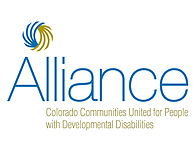 Alliance
Colorado Communities United for People
with Developmental Disabilities